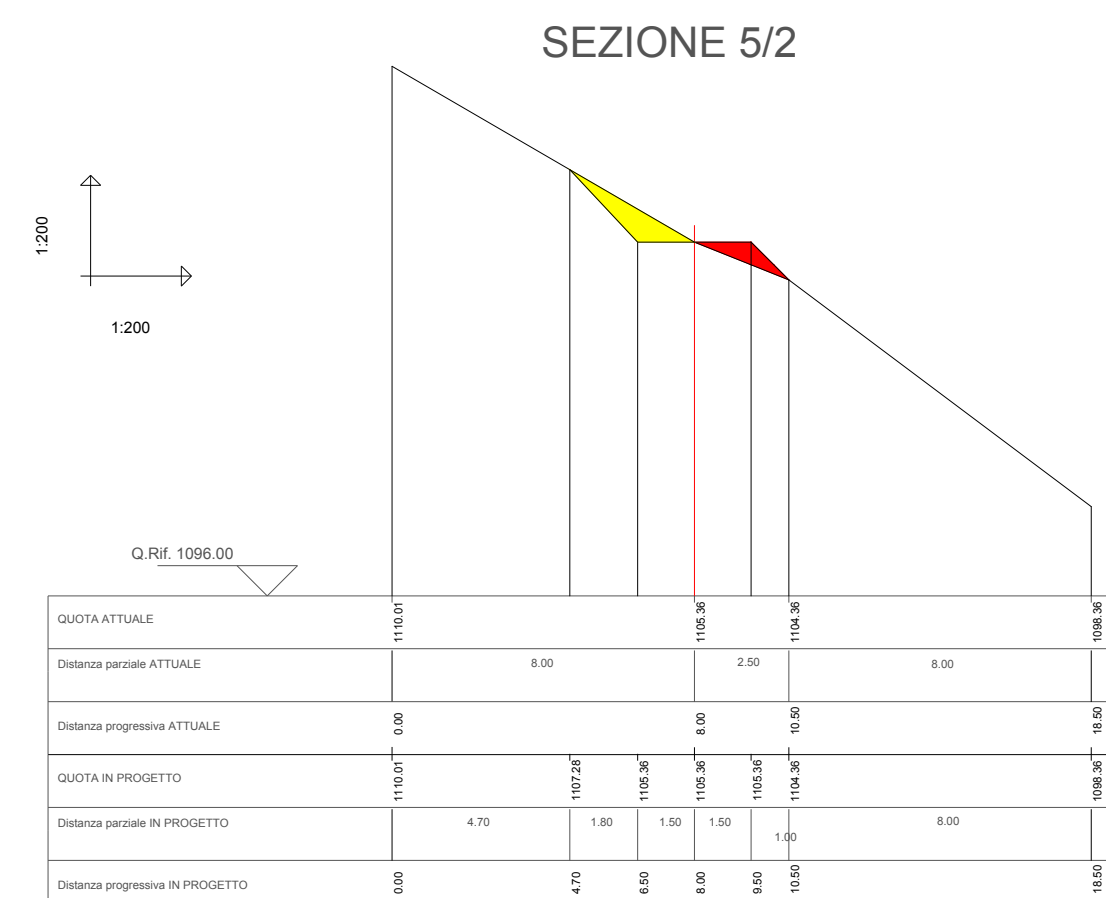 SEZIONE 5/2
1:200
1:200
Q.Rif. 1096.00
QUOTA ATTUALE 1110.01 1105.36 1104.36 1098.36
Distanza parziale ATTUALE 8.00 2.50 8.00
Distanza progressiva ATTUALE 0.00 8.00 10.50 18.50
QUOTA IN PROGETTO 1110.01 1107.28 1105.36 1105.36 1105.36 1104.36 1098.36
Distanza parziale IN PROGETTO 4.70 1.80 1.50 1.50 1.00 8.00
Distanza progressiva IN PROGETTO 0.00 4.70 6.50 8.00 9.50 10.50 18.50